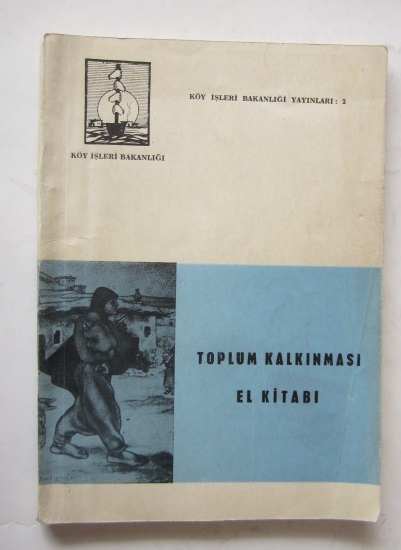 KÖY İŞLERİ BAKANLIĞI YAYINLARI : 3
KÖY İŞLERİ BAKANLIĞI
TOPLUM KALKINMASI
EL KİTABI